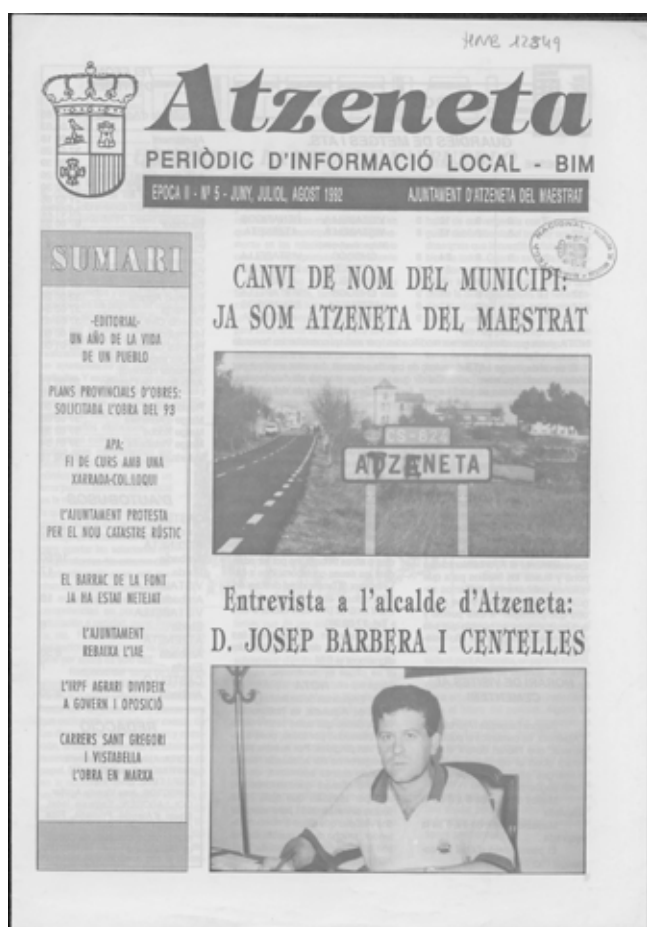 HNB 12849
Atzeneta
PERIÒDIC D'INFORMACIÓ LOCAL - BIM
EPOCA II - Nº 5 - JUNY, JULIOL, AGOST 1992
AJUNTAMENT D'ATZENETA DEL MAESTRAT
SUMARI
-EDITORIAL-
UN AÑO DE LA VIDA
DE UN PUEBLO
PLANS PROVINCIALS D'OBRES:
SOLICITADA L'OBRA DEL 93
APA:
FI DE CURS AMB UNA
XARRADA-COL.LOQUI
L'AJUNTAMENT PROTESTA
PER EL NOU CATASTRE RÚSTIC
EL BARRAC DE LA FONT
JA HA ESTAT NETEJAT
L'AJUNTAMENT
REBAIXA L'IAE
L'IRPF AGRARI DIVIDEIX
A GOVERN I OPOSICIÓ
CARRERS SANT GREGORI
I VISTABELLA
L'OBRA EN MARXA
NACIONAL
CANVI DE NOM DEL MUNICIPI:
JA SOM ATZENETA DEL MAESTRAT
CS-824
ATZENETA
Entrevista a l'alcalde d'Atzeneta:
D. JOSEP BARBERA I CENTELLES